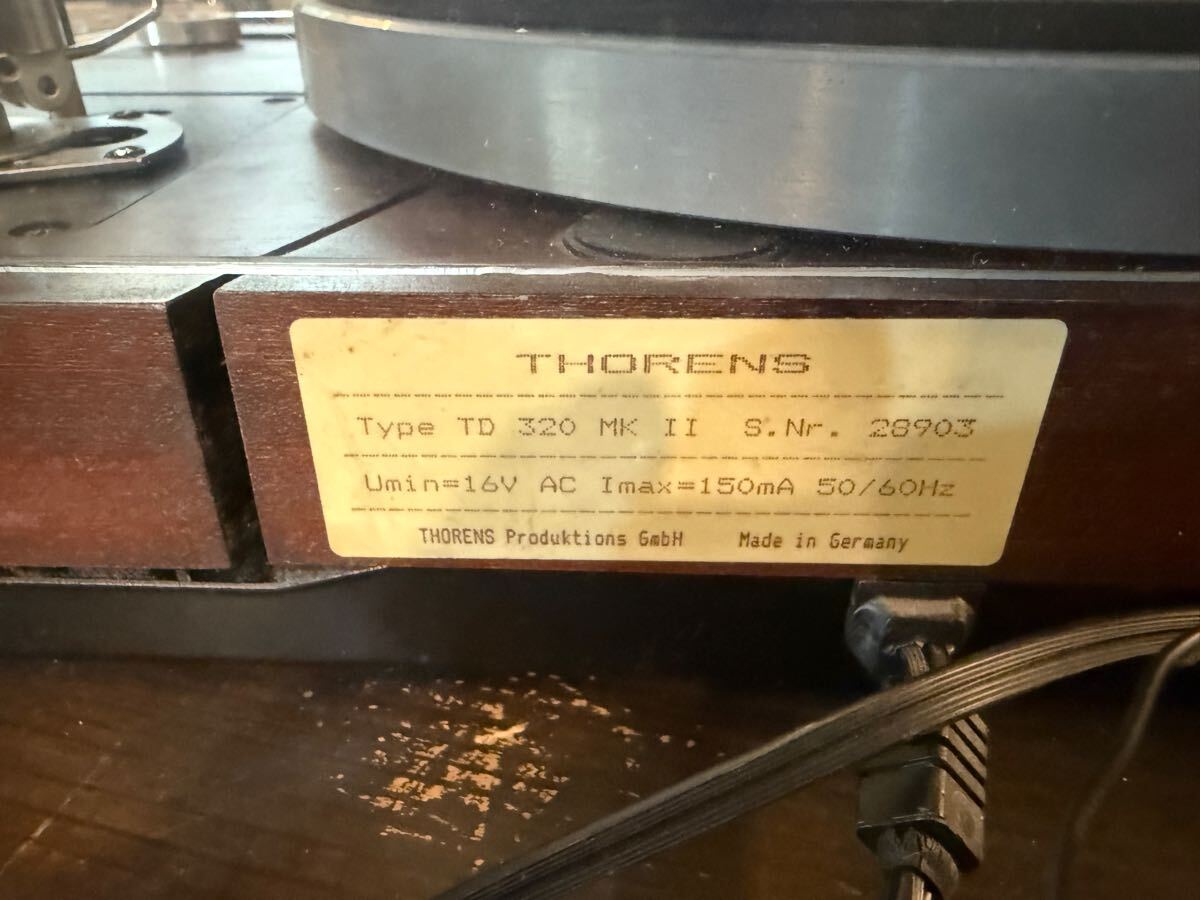 THORENS
Type TD 320 MK II S.Nr. 28903
Umin=16V AC Imax=150mA 50/60Hz
THORENS Produktions GmbH Made in Germany